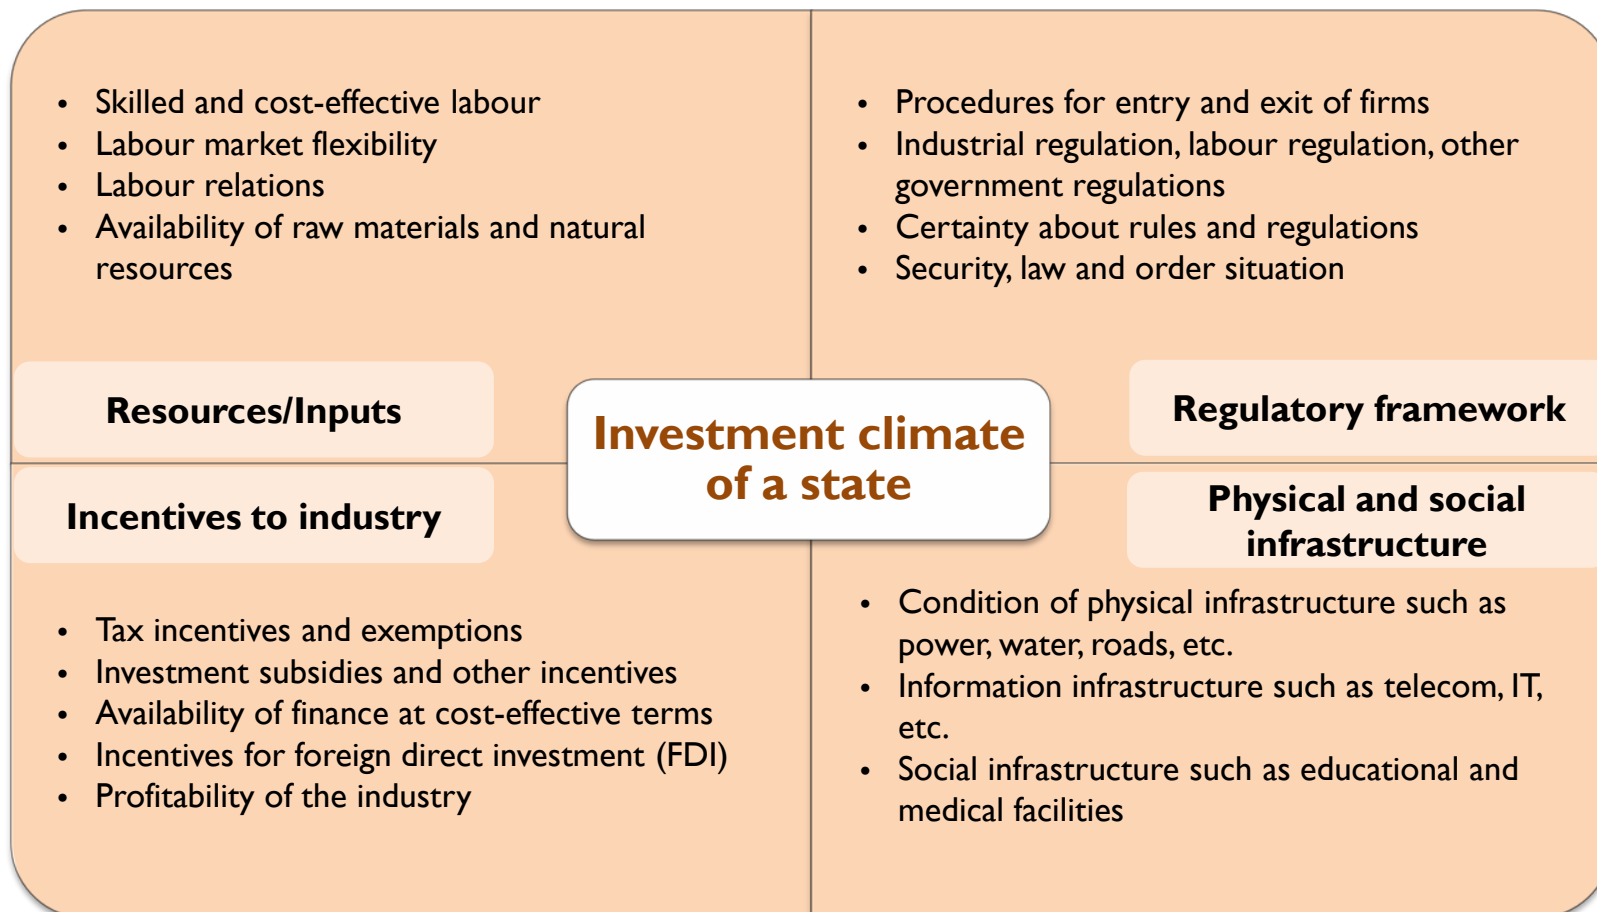 • Skilled and cost-effective labour
• Labour market flexibility
• Labour relations
• Availability of raw materials and natural
resources
Resources/Inputs
• Procedures for entry and exit of firms
• Industrial regulation, labour regulation, other
government regulations
• Certainty about rules and regulations
• Security, law and order situation
Regulatory framework
Investment climate
of a state
Incentives to industry
• Tax incentives and exemptions
• Investment subsidies and other incentives
• Availability of finance at cost-effective terms
• Incentives for foreign direct investment (FDI)
• Profitability of the industry
Physical and social
infrastructure
• Condition of physical infrastructure such as
power, water, roads, etc.
• Information infrastructure such as telecom, IT,
etc.
• Social infrastructure such as educational and
medical facilities